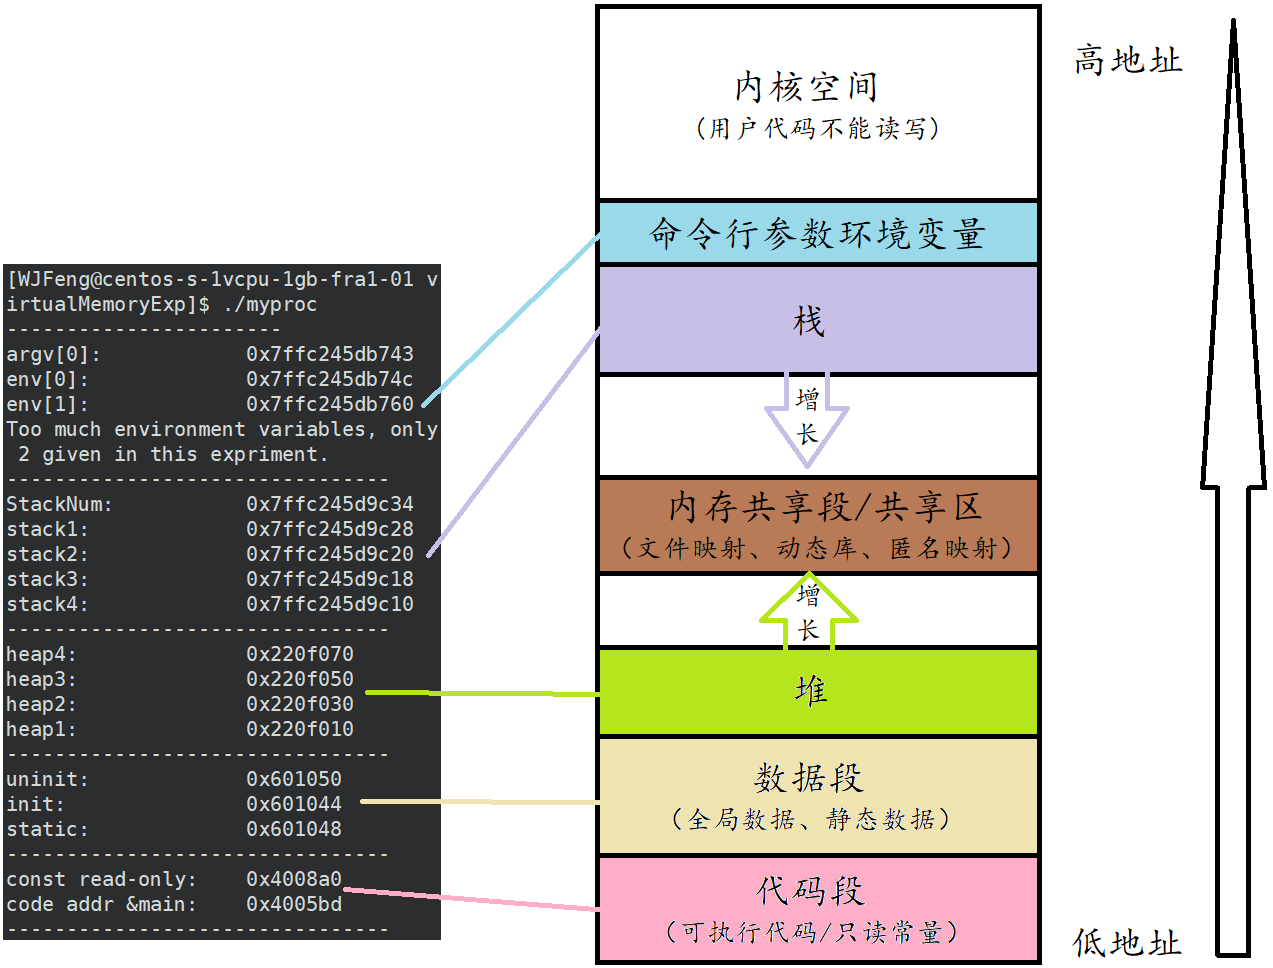 [WJFeng@centos-s-1vcpu-1gb-fra1-01 v
irtualMemoryExp]$ ./myproc
-----------------------
argv[0]: 0x7ffc245db743
env[0]: 0x7ffc245db74c
env[1]: 0x7ffc245db760
Too much environment variables, only
2 given in this expriment.
--------------------------------
StackNum: 0x7ffc245d9c34
stack1: 0x7ffc245d9c28
stack2: 0x7ffc245d9c20
stack3: 0x7ffc245d9c18
stack4: 0x7ffc245d9c10
--------------------------------
heap4: 0x220f070
heap3: 0x220f050
heap2: 0x220f030
heap1: 0x220f010
--------------------------------
uninit: 0x601050
init: 0x601044
static: 0x601048
--------------------------------
const read-only: 0x4008a0
code addr &main: 0x4005bd
--------------------------------
内核空间
（用户代码不能读写）
命令行参数环境变量
栈
增
长
内存共享段/共享区
（文件映射、动态库、匿名映射）
增
长
堆
数据段
（全局数据、静态数据）
代码段
（可执行代码/只读常量）
高地址
低地址